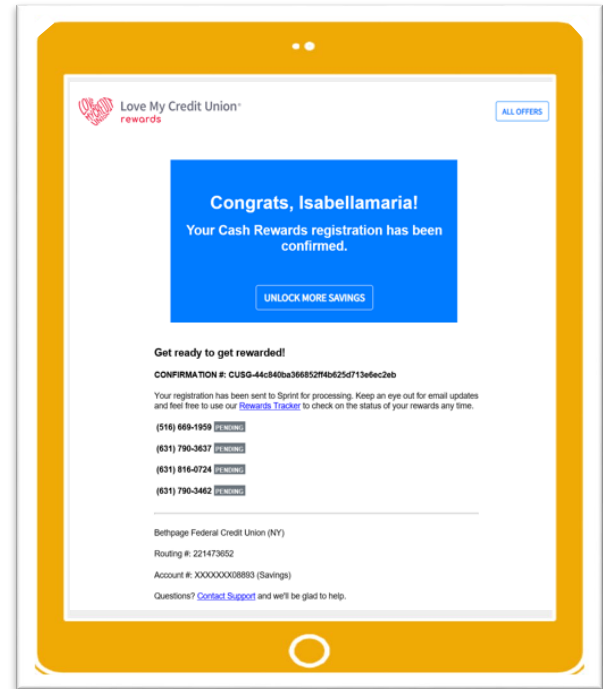 Love My Credit Union®
rewards
ALL OFFERS
Congrats, Isabellamaria!
Your Cash Rewards registration has been
confirmed.
UNLOCK MORE SAVINGS
Get ready to get rewarded!
CONFIRMATION #: CUSG-44c840ba366852ff4b625d713e6ec2eb
Your registration has been sent to Sprint for processing. Keep an eye out for email updates
and feel free to use our Rewards Tracker to check on the status of your rewards any time.
(516) 669-1959 PENDING
(631) 790-3637 PENDING
(631) 816-0724 PENDING
(631) 790-3462 PENDING
Bethpage Federal Credit Union (NY)
Routing #: 221473652
Account #: XXXXXXX08893 (Savings)
Questions? Contact Support and we'll be glad to help.